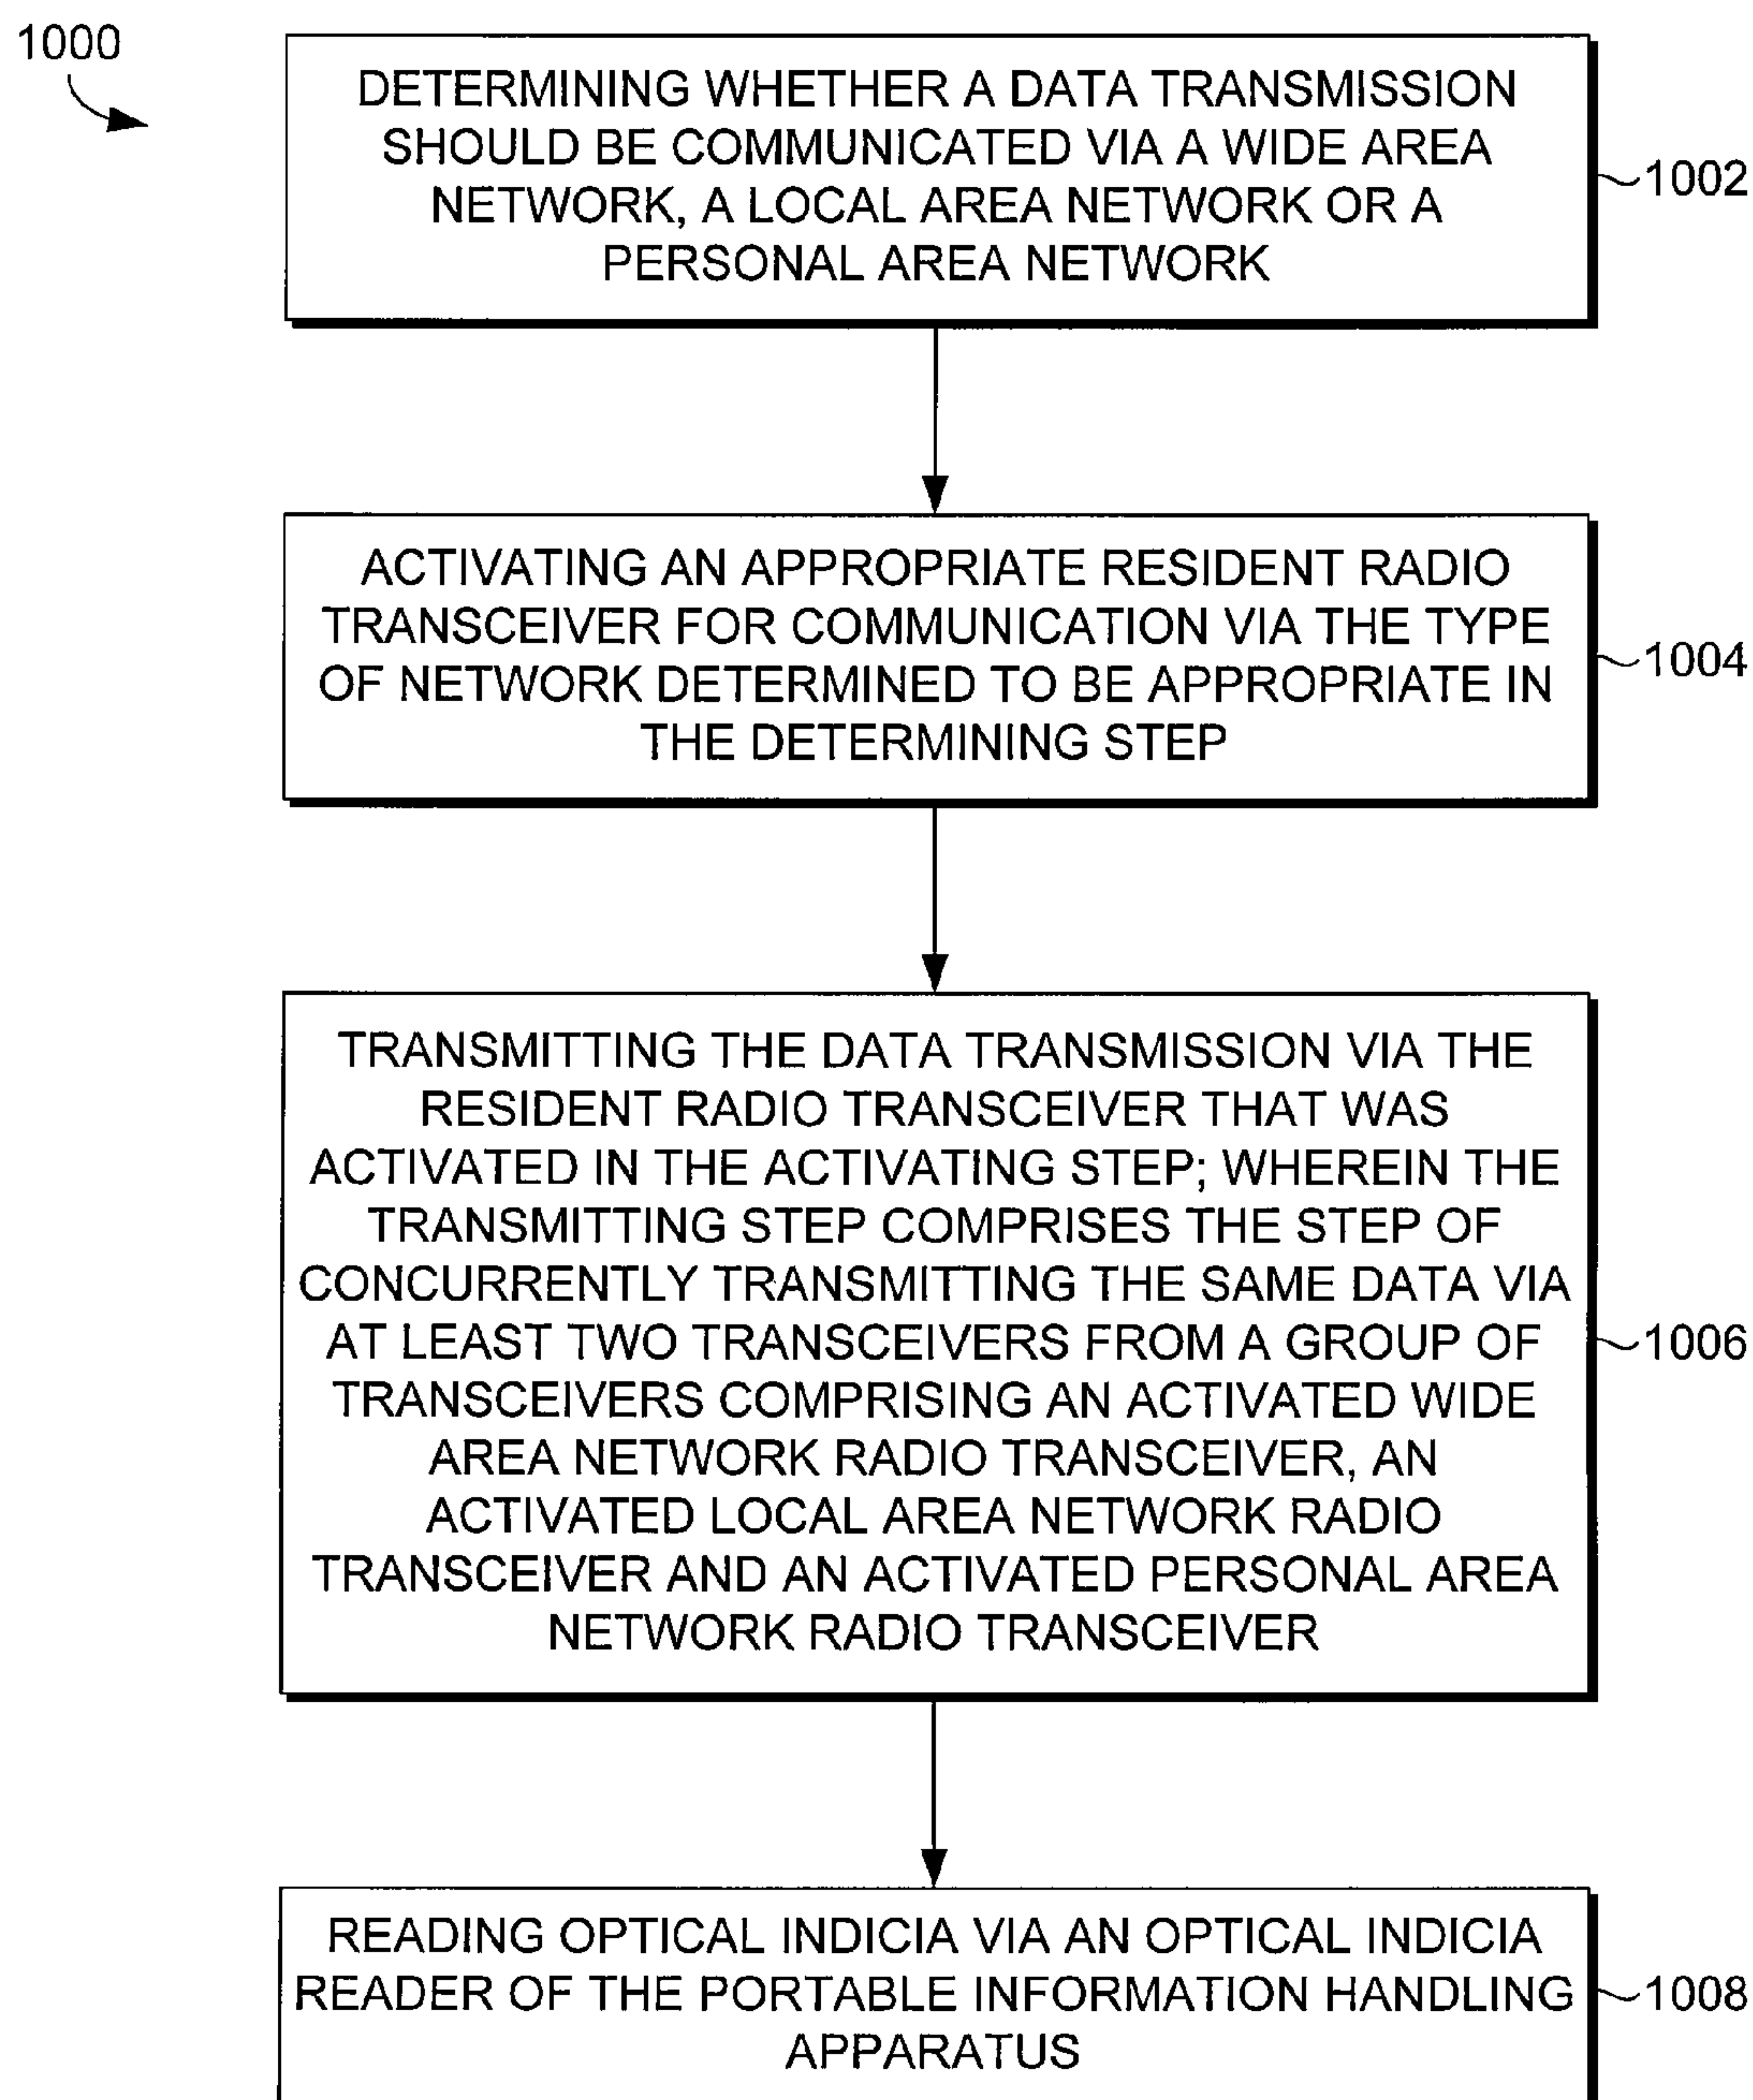 1000
DETERMINING WHETHER A DATA TRANSMISSION
SHOULD BE COMMUNICATED VIA A WIDE AREA
NETWORK, A LOCAL AREA NETWORK OR A
PERSONAL AREA NETWORK
1002
ACTIVATING AN APPROPRIATE RESIDENT RADIO
TRANSCEIVER FOR COMMUNICATION VIA THE TYPE
OF NETWORK DETERMINED TO BE APPROPRIATE IN
THE DETERMINING STEP
1004
TRANSMITTING THE DATA TRANSMISSION VIA THE
RESIDENT RADIO TRANSCEIVER THAT WAS
ACTIVATED IN THE ACTIVATING STEP; WHEREIN THE
TRANSMITTING STEP COMPRISES THE STEP OF
CONCURRENTLY TRANSMITTING THE SAME DATA VIA
AT LEAST TWO TRANSCEIVERS FROM A GROUP OF
TRANSCEIVERS COMPRISING AN ACTIVATED WIDE
AREA NETWORK RADIO TRANSCEIVER, AN
ACTIVATED LOCAL AREA NETWORK RADIO
TRANSCEIVER AND AN ACTIVATED PERSONAL AREA
NETWORK RADIO TRANSCEIVER
1006
READING OPTICAL INDICIA VIA AN OPTICAL INDICIA
READER OF THE PORTABLE INFORMATION HANDLING
APPARATUS
1008